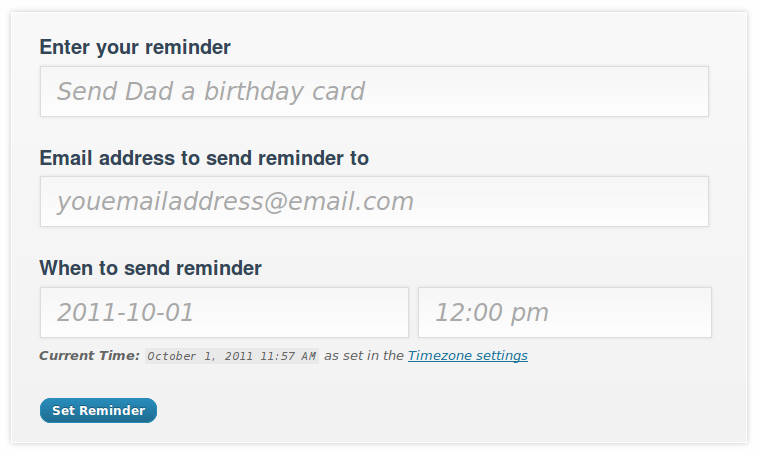 Enter your reminder
Send Dad a birthday card
Email address to send reminder to
youemailaddress@email.com
When to send reminder
2011-10-01 12:00 pm
Current Time: October 1, 2011 11:57 AM as set in the Timezone settings
Set Reminder